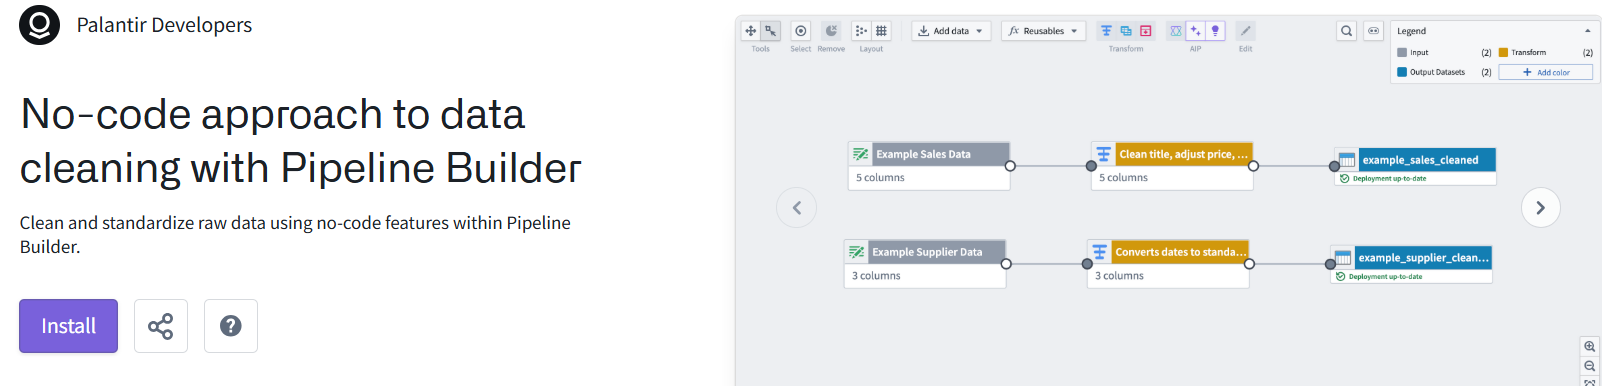 Palantir Developers
No-code approach to data
cleaning with Pipeline Builder
Clean and standardize raw data using no-code features within Pipeline
Builder.
Install
Tools
Select
Remove
Layout
Add data
Reusables
Transform
AIP
Edit
Legend
Input (2)
Transform (2)
Output Datasets (2)
Add color
Example Sales Data
5 columns
Clean title, adjust price, ...
5 columns
example_sales_cleaned
Deployment up-to-date
Example Supplier Data
3 columns
Converts dates to standa...
3 columns
example_supplier_clean...
Deployment up-to-date